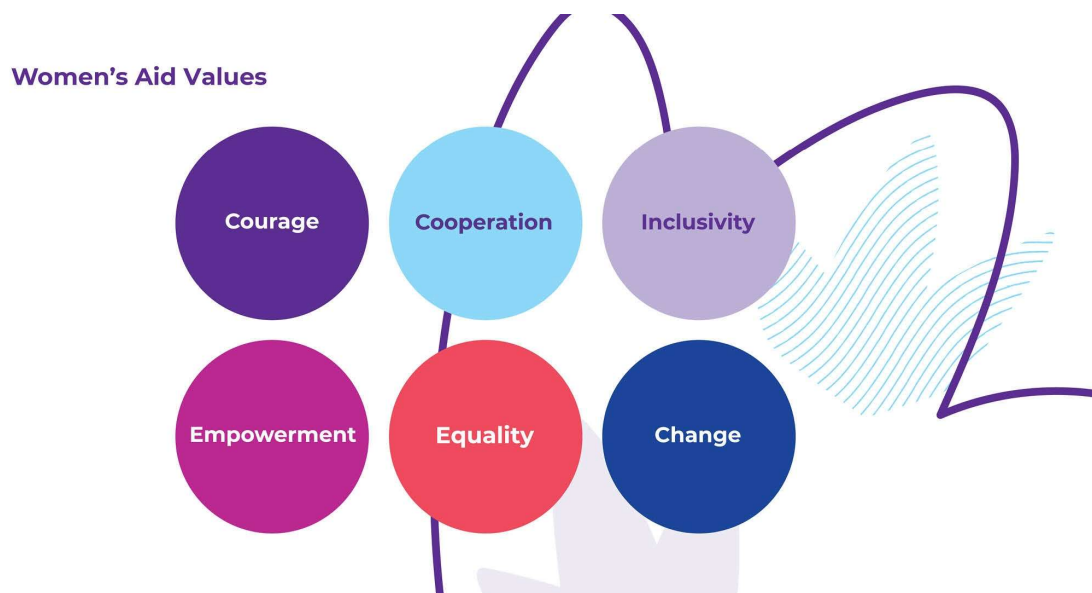 Women’s Aid Values
Courage
Cooperation
Inclusivity
Empowerment
Equality
Change